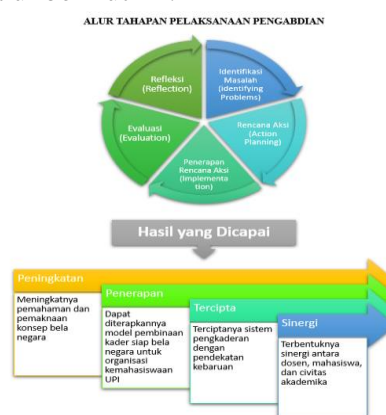 ALUR TAHAPAN PELAKSANAAN PENGABDIAN
Identifikasi
Masalah
(Identifying
Problems)
Rencana Aksi
(Action
Planning)
Penerapan
Rencana Aksi
(Implementa
tion)
Evaluasi
(Evaluation)
Refleksi
(Reflection)
Hasil yang Dicapai
Peningkatan
Meningkatnya
pemahaman dan
pemaknaan
konsep bela
negara
Penerapan
Dapat
diterapkannya
model pembinaan
kader siap bela
negara untuk
organisasi
kemahasiswaan
UPI
Tercipta
Terciptanya sistem
pengkaderan
dengan
pendekatan
kebaruan
Sinergi
Terbentuknya
sinergi antara
dosen, mahasiswa,
dan civitas
akademika